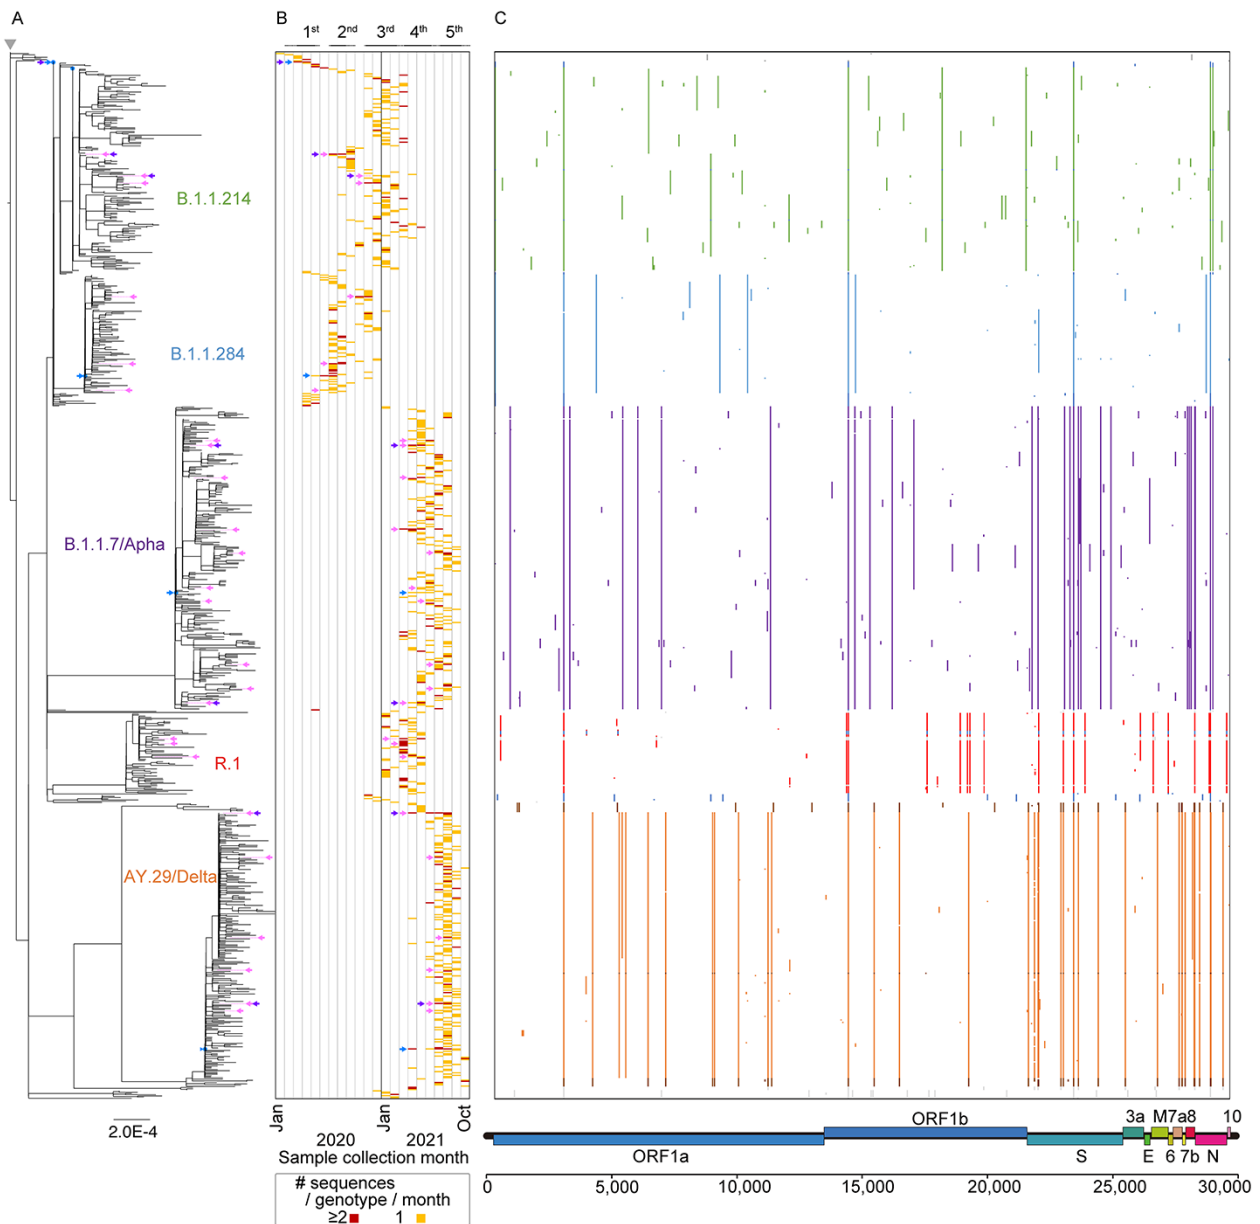 A
B
C
1st 2nd 3rd 4th 5th
B.1.1.214
B.1.1.284
B.1.1.7/Apha
R.1
AY.29/Delta
2.0E-4
Jan Jan Oct
2020 2021
Sample collection month
# sequences
/ genotype / month
≥2 1
ORF1a
ORF1b
S
3a
E
M
6
7a
7b
8
N
10
0 5,000 10,000 15,000 20,000 25,000 30,000